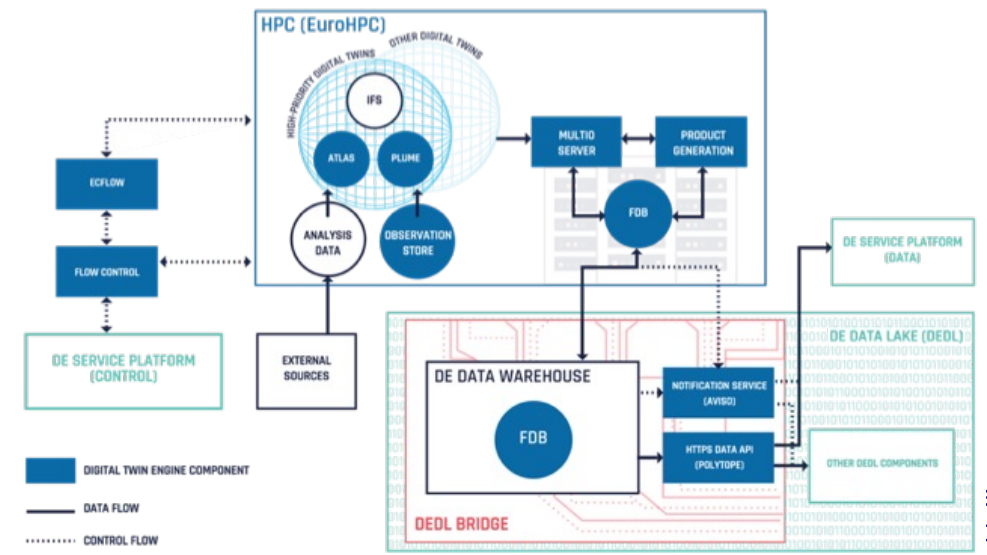 HPC (EuroHPC)
HIGH-PRIORITY DIGITAL TWINS
OTHER DIGITAL TWINS
IFS
ATLAS
PLUME
ANALYSIS
DATA
OBSERVATION
STORE
MULTIO
SERVER
PRODUCT
GENERATION
FDB
ECFLOW
FLOW CONTROL
DE SERVICE PLATFORM
(CONTROL)
EXTERNAL
SOURCES
DE SERVICE PLATFORM
(DATA)
DE DATA LAKE (DEDL)
DE DATA WAREHOUSE
FDB
NOTIFICATION SERVICE
(AVISO)
HTTPS DATA API
(POLYTOPE)
OTHER DEDL COMPONENTS
DEDL BRIDGE
DIGITAL TWIN ENGINE COMPONENT
DATA FLOW
CONTROL FLOW